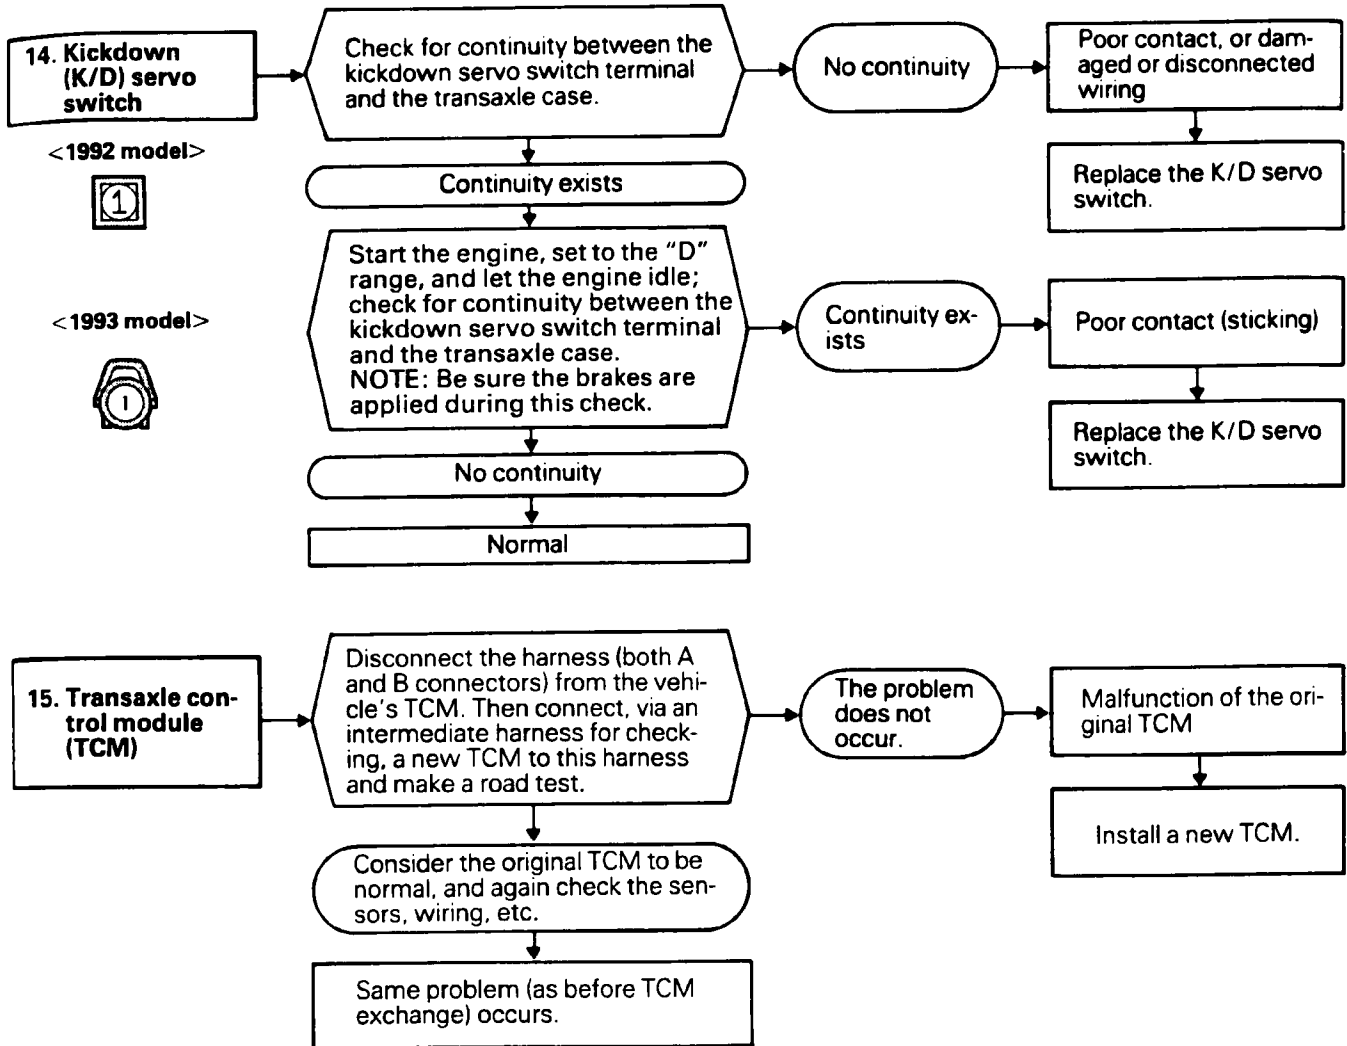 14. Kickdown
(K/D) servo
switch
<1992 model>
1
<1993 model>
1
Check for continuity between the
kickdown servo switch terminal
and the transaxle case.
No continuity
Poor contact, or dam-
aged or disconnected
wiring
Replace the K/D servo
switch.
Continuity exists
Start the engine, set to the “D”
range, and let the engine idle;
check for continuity between the
kickdown servo switch terminal
and the transaxle case.
NOTE: Be sure the brakes are
applied during this check.
Continuity ex-
ists
Poor contact (sticking)
Replace the K/D servo
switch.
No continuity
Normal
15. Transaxle con-
trol module
(TCM)
Disconnect the harness (both A
and B connectors) from the vehi-
cle's TCM. Then connect, via an
intermediate harness for check-
ing, a new TCM to this harness
and make a road test.
The problem
does not
occur.
Malfunction of the ori-
ginal TCM
Install a new TCM.
Consider the original TCM to be
normal, and again check the sen-
sors, wiring, etc.
Same problem (as before TCM
exchange) occurs.